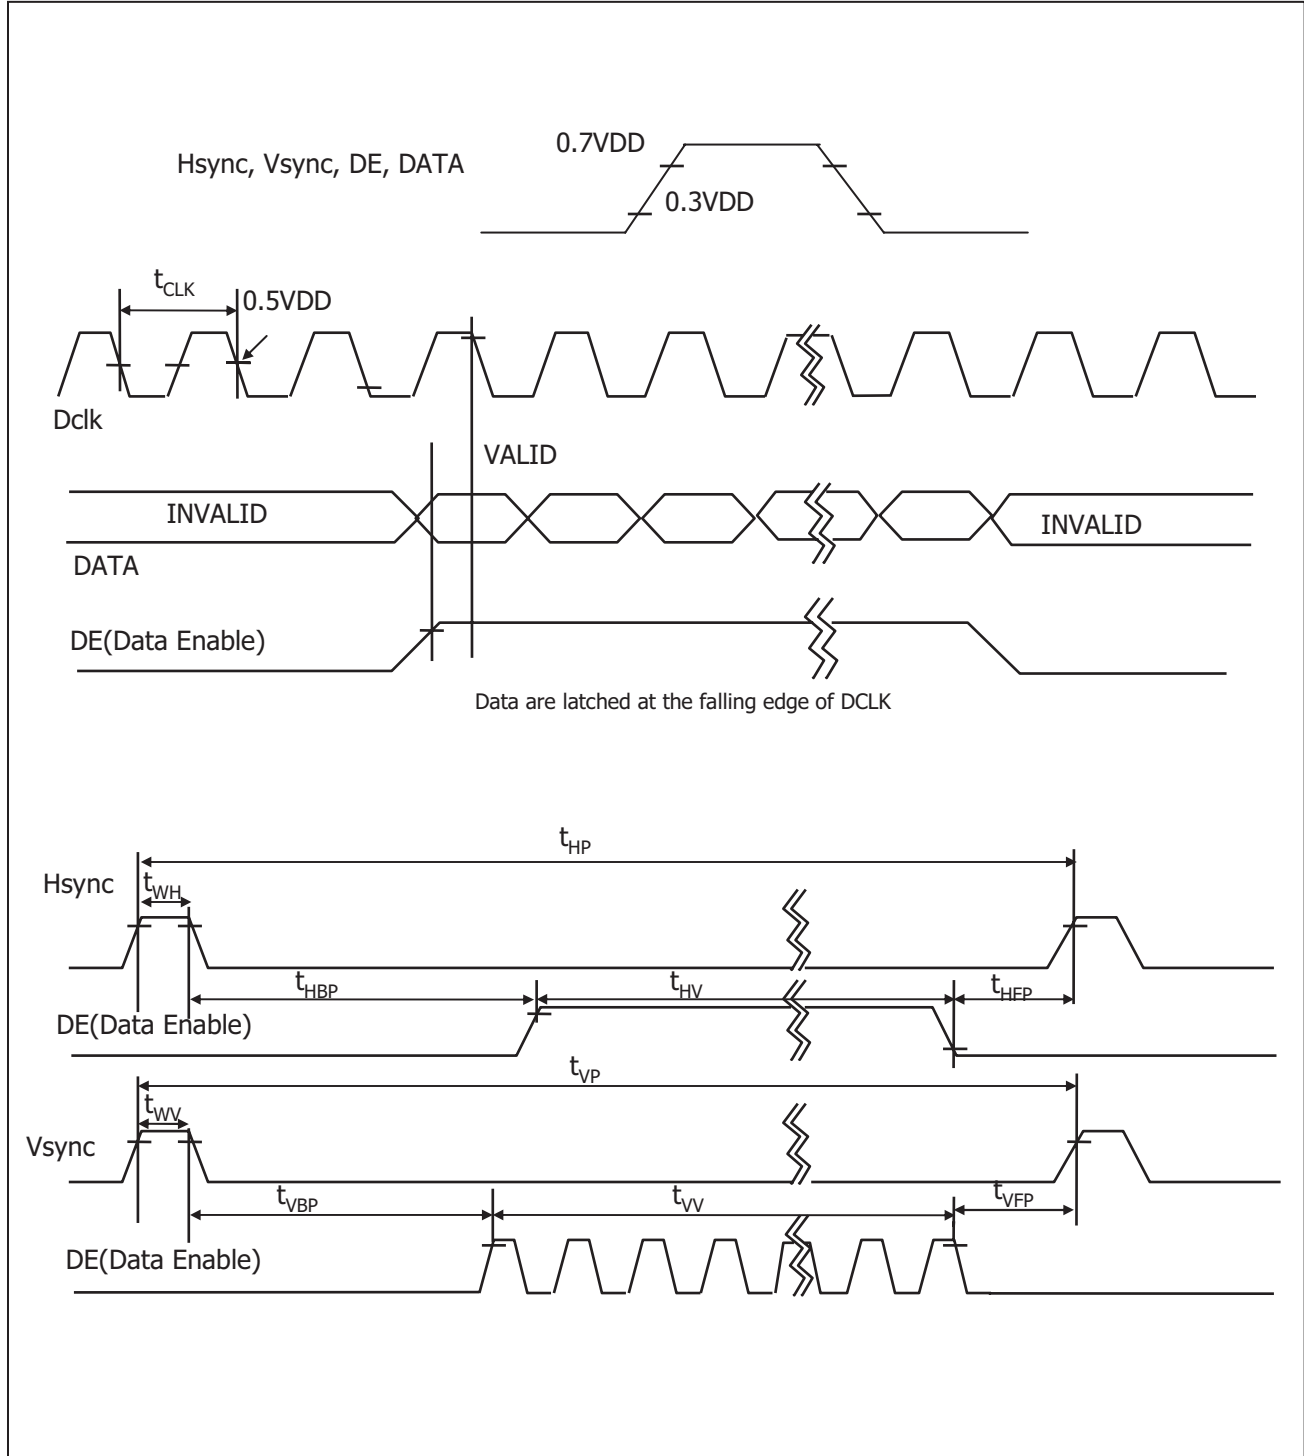 0.7VDD
Hsync, Vsync, DE, DATA
0.3VDD
tCLK
0.5VDD
Dclk
VALID
INVALID
INVALID
DATA
DE(Data Enable)
Data are latched at the falling edge of DCLK
tHP
Hsync
tWH
tHBP
tHV
tHFP
DE(Data Enable)
tVP
tWV
Vsync
tVBP
tVV
tVFP
DE(Data Enable)